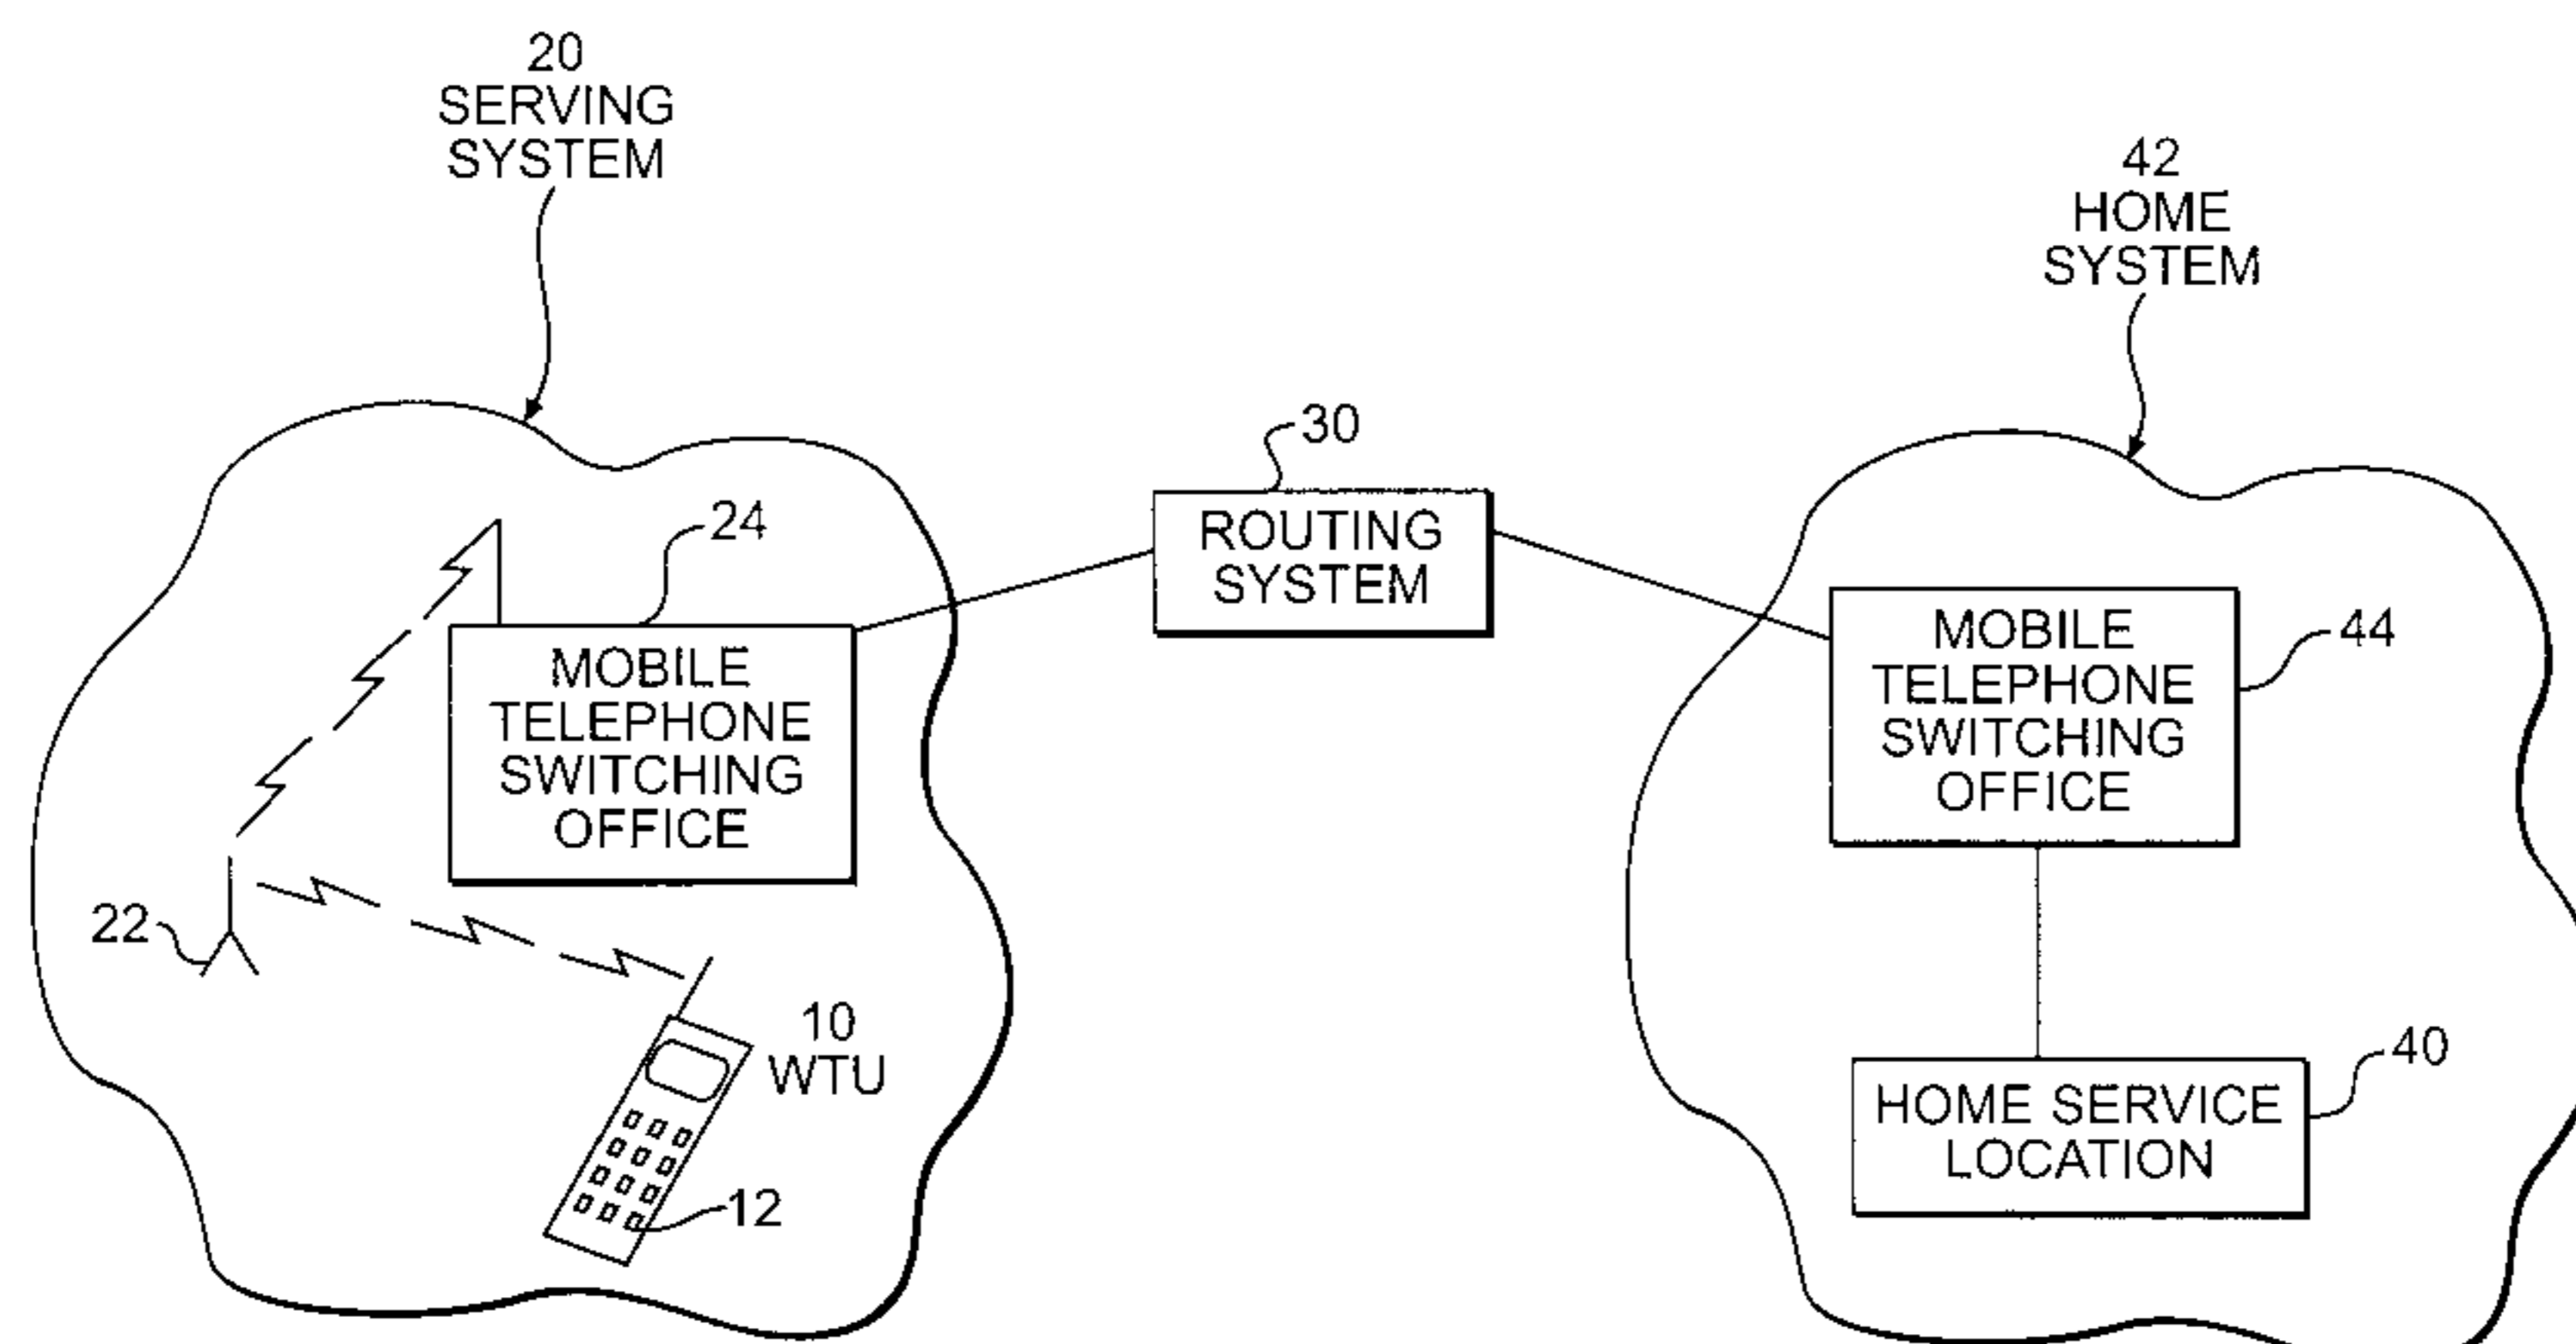 20
SERVING
SYSTEM
42
HOME
SYSTEM
30
ROUTING
SYSTEM
24
MOBILE
TELEPHONE
SWITCHING
OFFICE
MOBILE
TELEPHONE
SWITCHING
OFFICE
44
22
10
WTU
12
HOME SERVICE
LOCATION
40